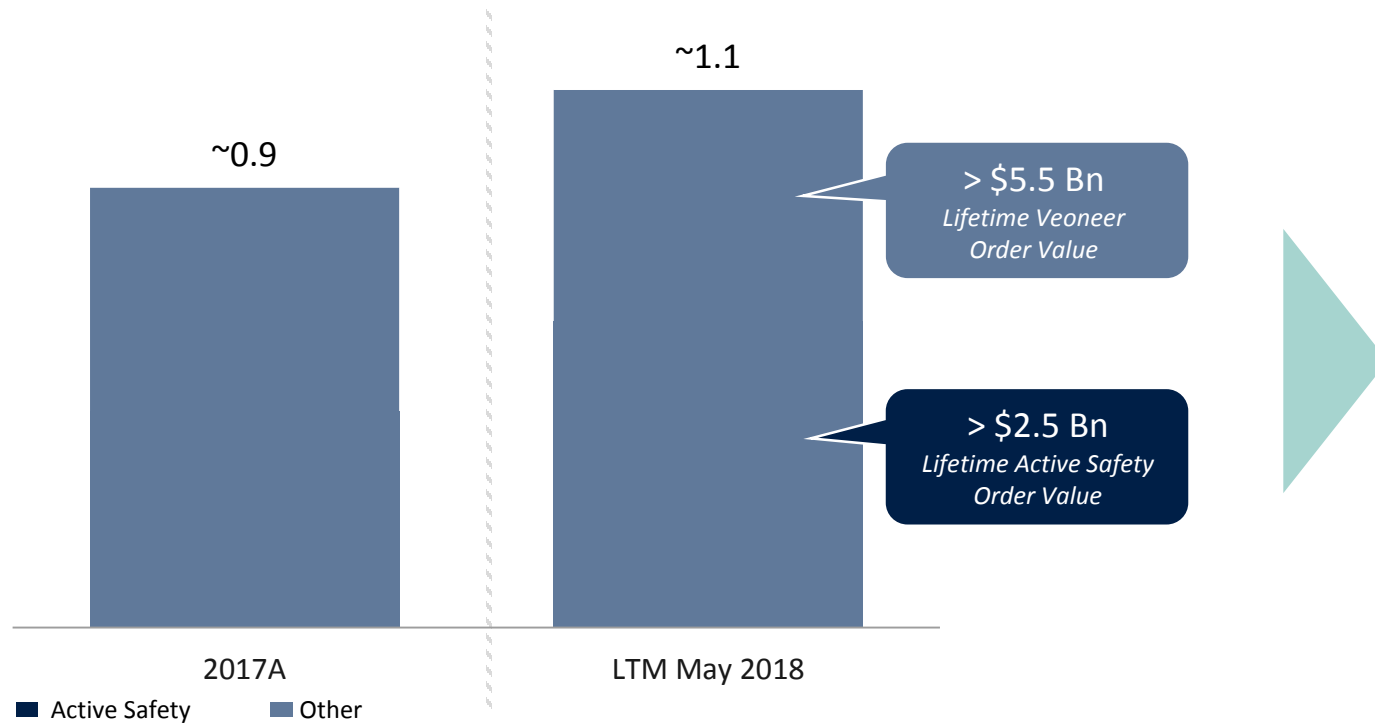 ~1.1
~0.9
> $5.5 Bn
Lifetime Veoneer
Order Value
> $2.5 Bn
Lifetime Active Safety
Order Value
2017A
LTM May 2018
Active Safety
Other